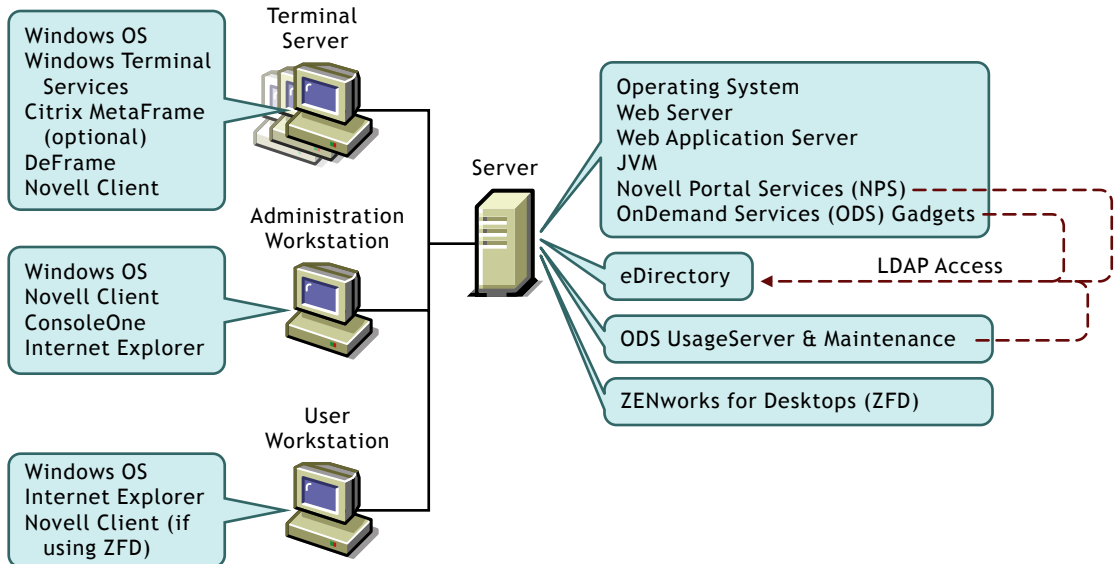 Terminal
Server
Windows OS
Windows Terminal
Services
Citrix MetaFrame
(optional)
DeFrame
Novell Client
Administration
Workstation
Windows OS
Novell Client
ConsoleOne
Internet Explorer
User
Workstation
Windows OS
Internet Explorer
Novell Client (if
using ZFD)
Server
Operating System
Web Server
Web Application Server
JVM
Novell Portal Services (NPS)
OnDemand Services (ODS) Gadgets
eDirectory
LDAP Access
ODS UsageServer & Maintenance
ZENworks for Desktops (ZFD)